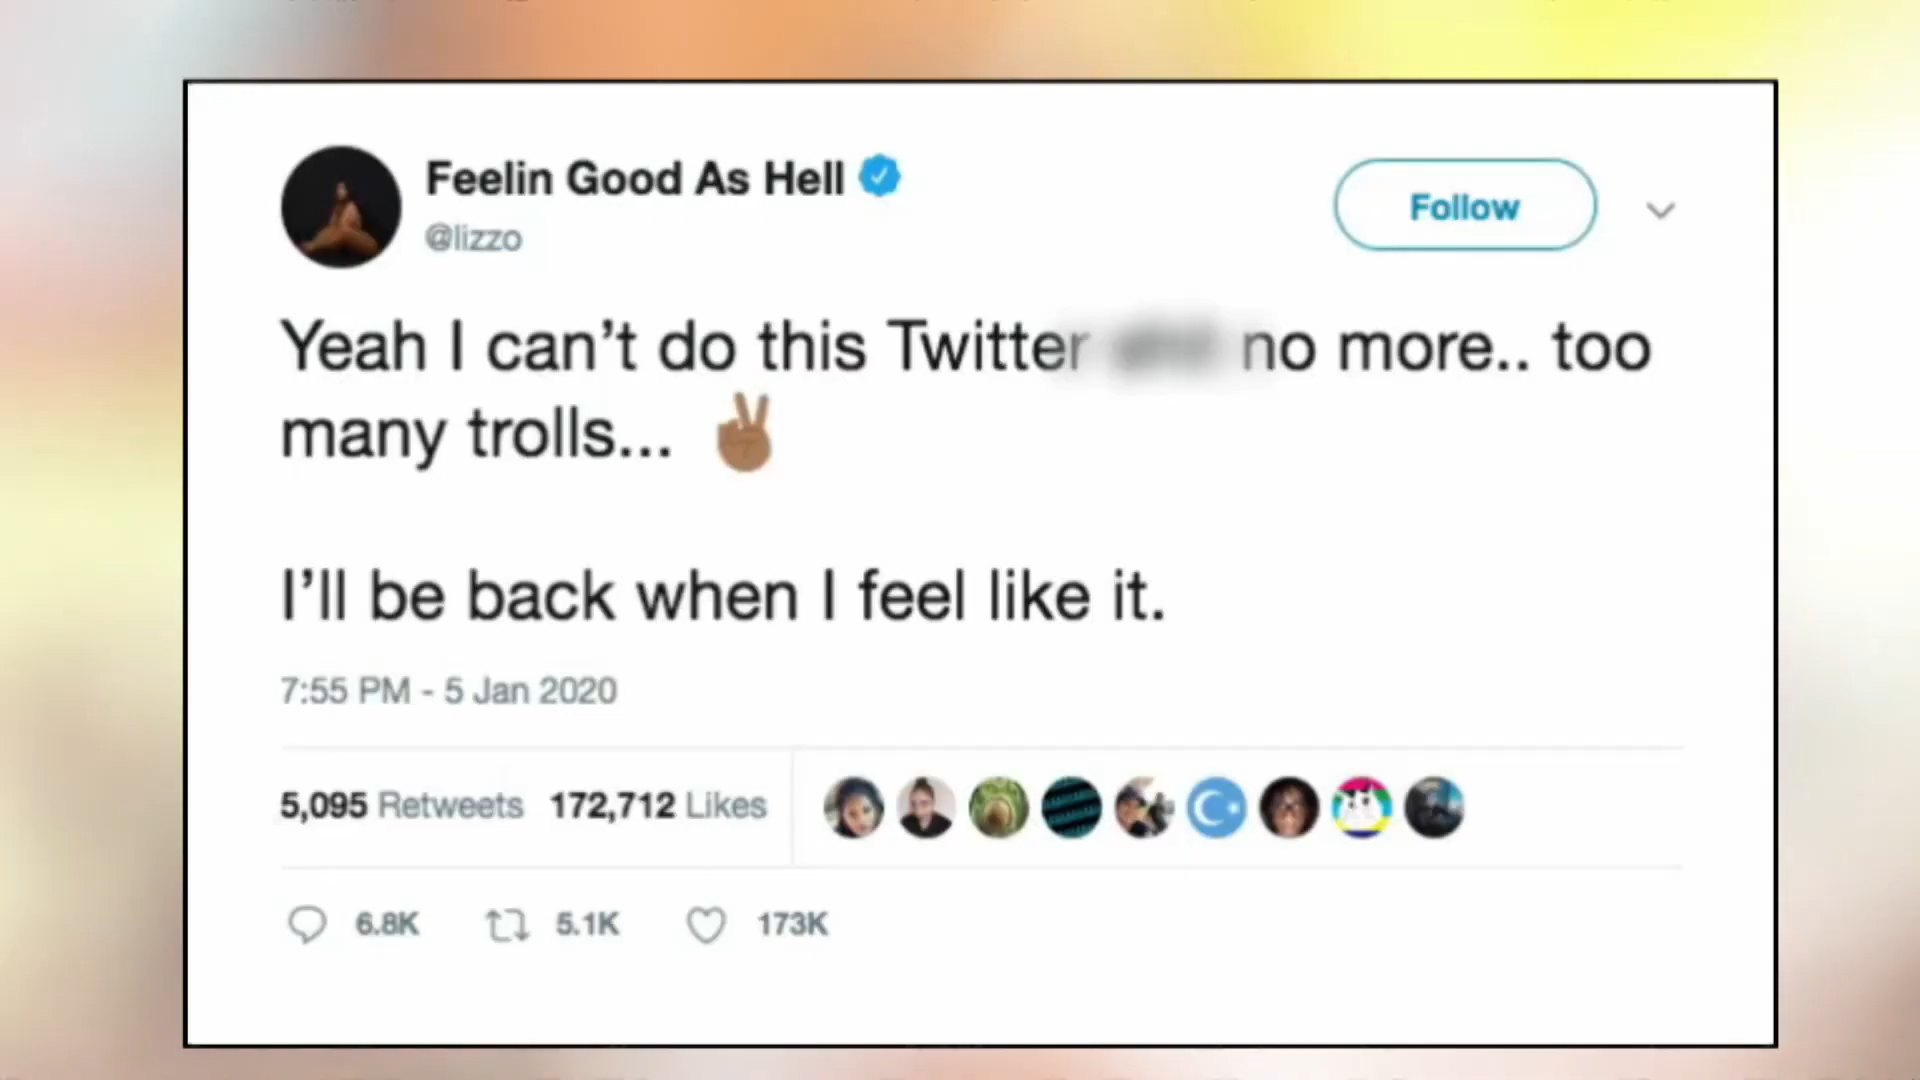 Feelin Good As Hell
@lizzo
Follow
Yeah I can’t do this Twitter no more.. too
many trolls... ✌🏾
I’ll be back when I feel like it.
7:55 PM - 5 Jan 2020
5,095 Retweets 172,712 Likes
6.8K 5.1K 173K